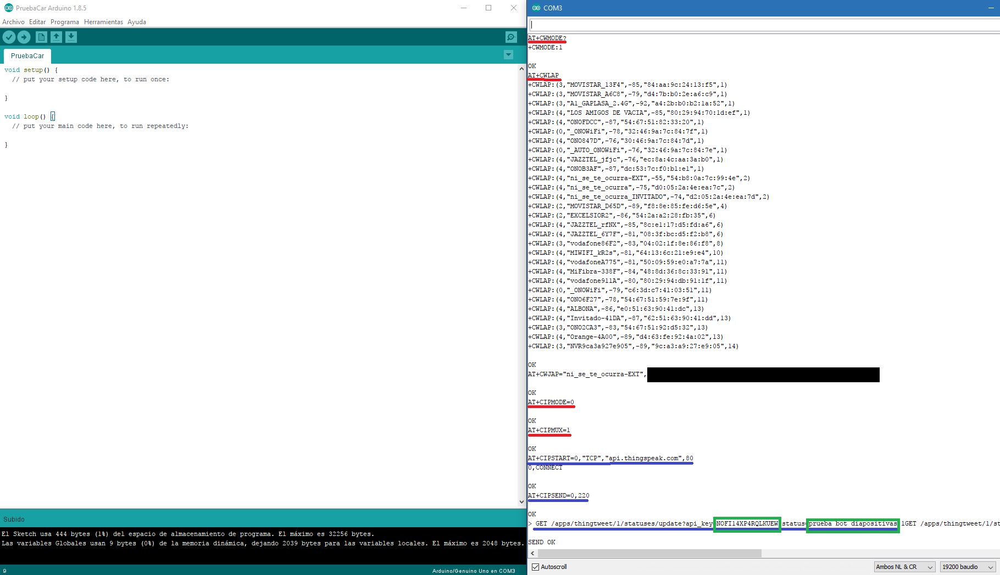 PruebaCar Arduino 1.8.5
Archivo Editar Programa Herramientas Ayuda
PruebaCar
void setup() {
// put your setup code here, to run once:
}
void loop() {
// put your main code here, to run repeatedly:
}
Subido
El Sketch usa 444 bytes (1%) del espacio de almacenamiento de programa. El máximo es 32256 bytes.
Las variables Globales usan 9 bytes (0%) de la memoria dinámica, dejando 2039 bytes para las variables locales. El máximo es 2048 bytes.
9
Arduino/Genuino Uno en COM3
COM3
AT+CWMODE?
+CWMODE:1
OK
AT+CWLAP
+CWLAP:(3,"MOVISTAR_13F4",-85,"84:aa:9c:24:13:f5",1)
+CWLAP:(3,"MOVISTAR_A6C8",-79,"d4:7b:b0:2e:a6:c9",1)
+CWLAP:(3,"A1_GAPLASA_2.4G",-92,"a4:2b:b0:b2:1a:52",1)
+CWLAP:(4,"LOS AMIGOS DE VACIA",-85,"80:29:94:70:1d:ef",1)
+CWLAP:(4,"ONOFDCC",-87,"54:67:51:82:33:20",1)
+CWLAP:(0,"_ONOWiFi",-78,"32:46:9a:7c:84:7f",1)
+CWLAP:(4,"ONO847D",-76,"30:46:9a:7c:84:7d",1)
+CWLAP:(0,"_AUTO_ONOWiFi",-76,"32:46:9a:7c:84:7e",1)
+CWLAP:(4,"JAZZTEL_jfjc",-76,"ec:8a:4c:aa:3a:b0",1)
+CWLAP:(4,"ONOB3AF",-87,"dc:53:7c:f0:b1:e1",1)
+CWLAP:(4,"ni_se_te_ocurra-EXT",-55,"54:b8:0a:7c:99:4e",2)
+CWLAP:(4,"ni_se_te_ocurra",-75,"d0:05:2a:4e:ea:7c",2)
+CWLAP:(4,"ni_se_te_ocurra_INVITADO",-74,"d2:05:2a:4e:ea:7d",2)
+CWLAP:(2,"MOVISTAR_D65D",-89,"f8:8e:85:fe:d6:5e",4)
+CWLAP:(2,"EXCELSIOR2",-86,"54:2a:a2:28:fb:35",6)
+CWLAP:(4,"JAZZTEL_rfNX",-85,"8c:e1:17:d5:fd:a6",6)
+CWLAP:(4,"JAZZTEL_6Y7F",-81,"08:3f:bc:d5:f2:b8",6)
+CWLAP:(3,"vodafone86F2",-83,"04:02:1f:8e:86:f8",8)
+CWLAP:(4,"MIWIFI_kR2s",-81,"64:13:6c:21:e9:e4",10)
+CWLAP:(4,"vodafoneA775",-81,"50:09:59:e0:a7:7a",11)
+CWLAP:(4,"MiFibra-338F",-84,"48:8d:36:8c:33:91",11)
+CWLAP:(4,"vodafone911A",-80,"80:29:94:db:91:1f",11)
+CWLAP:(0,"_ONOWiFi",-79,"c6:3d:c7:41:03:51",11)
+CWLAP:(4,"ONO6F27",-78,"54:67:51:59:7e:9f",11)
+CWLAP:(4,"ALBONA",-86,"e0:51:63:90:41:dc",13)
+CWLAP:(4,"Invitado-41DA",-87,"62:51:63:90:41:dd",13)
+CWLAP:(3,"ONO2CA3",-83,"54:67:51:92:d5:32",13)
+CWLAP:(4,"Orange-4A00",-89,"d4:63:fe:92:4a:02",13)
+CWLAP:(3,"NVR9ca3a927e905",-89,"9c:a3:a9:27:e9:05",14)
OK
AT+CWJAP="ni_se_te_ocurra-EXT",
OK
AT+CIPMODE=0
OK
AT+CIPMUX=1
OK
AT+CIPSTART=0,"TCP","api.thingspeak.com",80
0,CONNECT
OK
AT+CIPSEND=0,220
OK
> GET /apps/thingtweet/1/statuses/update?api_key=NOFI14XP4RQLKUEW status=prueba bot diapositivas lGET /apps/thingtweet/1/st
SEND OK
Autoscroll
Ambos NL & CR
19200 baudio